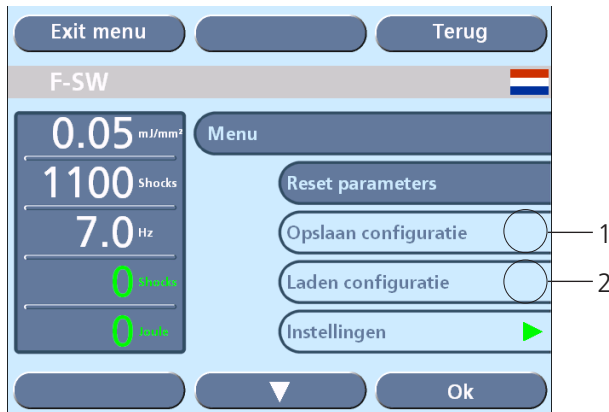 Exit menu
Terug
F-SW
0.05 mJ/mm²
Menu
1100 Shocks
Reset parameters
7.0 Hz
Opslaan configuratie
1
0 Shocks
Laden configuratie
2
0 Joule
Instellingen
Ok